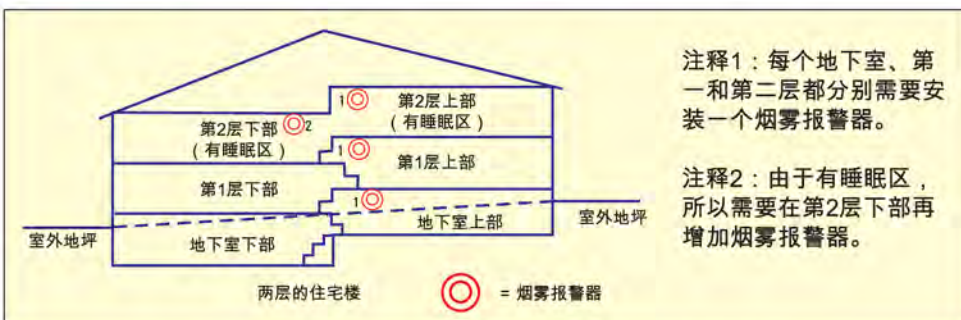 1
第2层上部
（有睡眠区）
第2层下部
2
（有睡眠区）
1
第1层上部
第1层下部
1
地下室上部
地下室下部
室外地坪
室外地坪
两层的住宅楼
= 烟雾报警器
注释1：每个地下室、第
一和第二层都分别需要安
装一个烟雾报警器。
注释2：由于有睡眠区，
所以需要在第2层下部再
增加烟雾报警器。